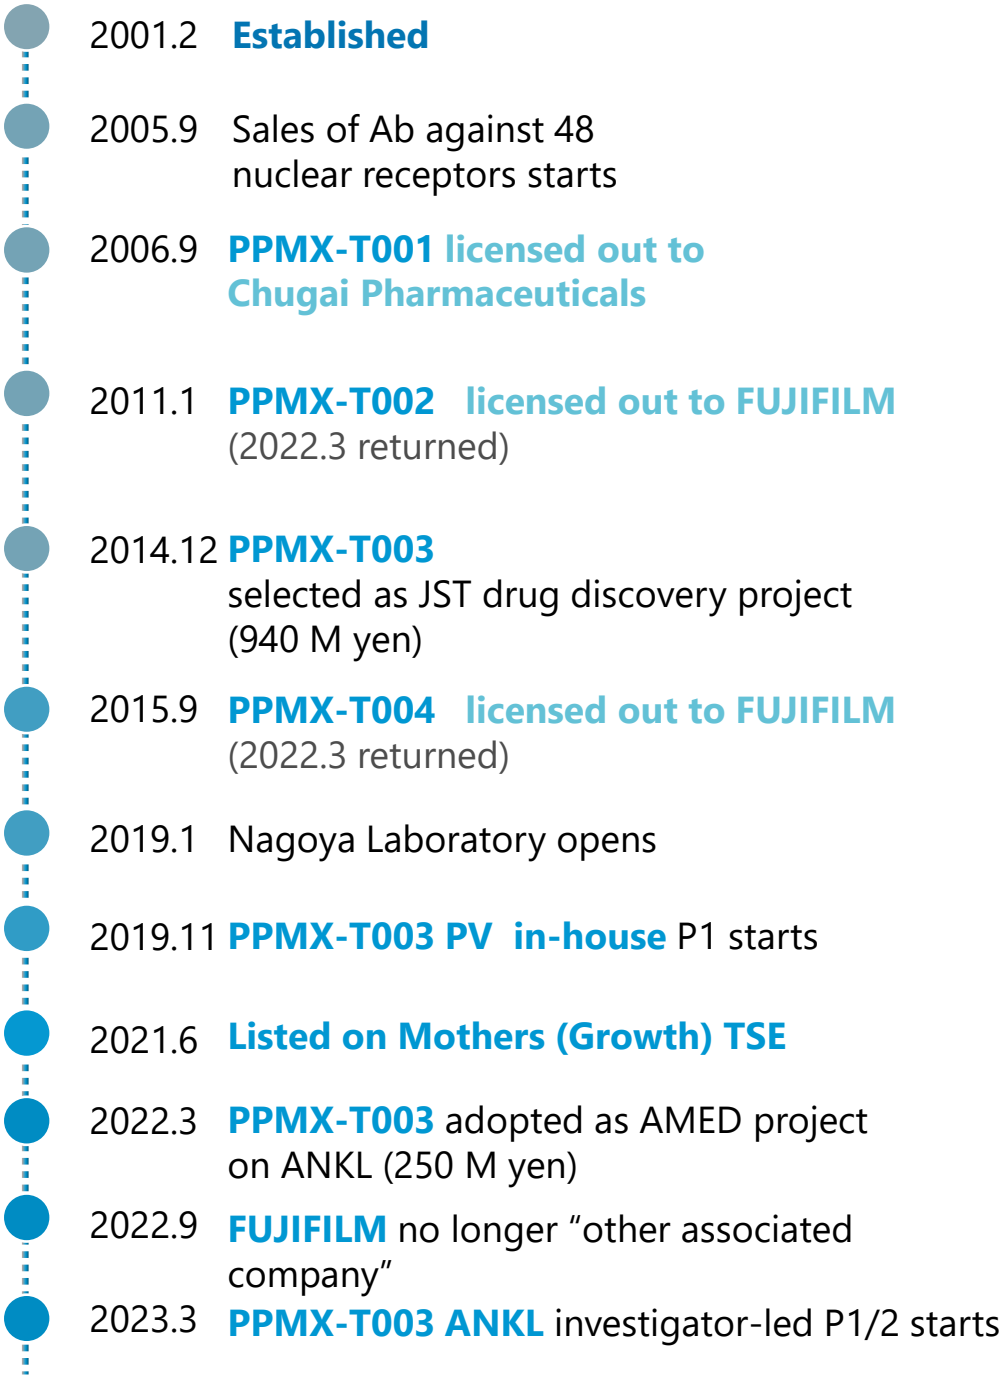 2001.2 Established
2005.9 Sales of Ab against 48
nuclear receptors starts
2006.9 PPMX-T001 licensed out to
Chugai Pharmaceuticals
2011.1 PPMX-T002 licensed out to FUJIFILM
(2022.3 returned)
2014.12 PPMX-T003
selected as JST drug discovery project
(940 M yen)
2015.9 PPMX-T004 licensed out to FUJIFILM
(2022.3 returned)
2019.1 Nagoya Laboratory opens
2019.11 PPMX-T003 PV in-house P1 starts
2021.6 Listed on Mothers (Growth) TSE
2022.3 PPMX-T003 adopted as AMED project
on ANKL (250 M yen)
2022.9 FUJIFILM no longer “other associated
company”
2023.3 PPMX-T003 ANKL investigator-led P1/2 starts